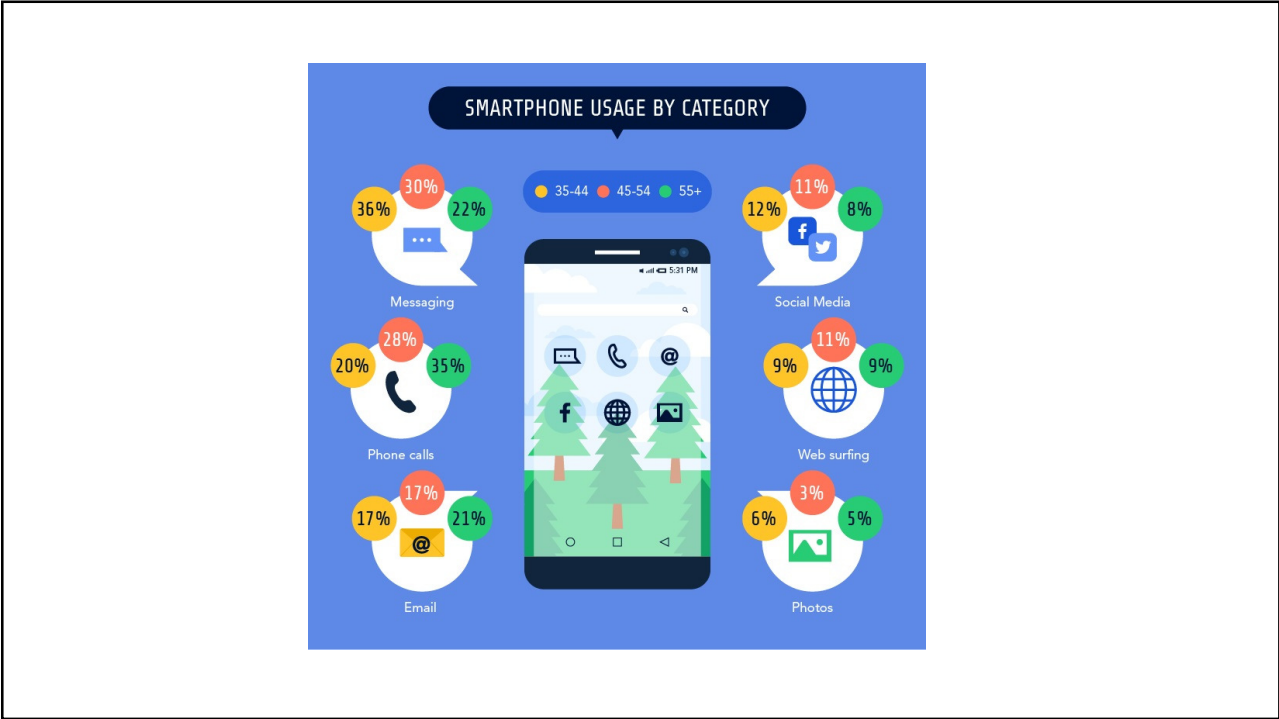 SMARTPHONE USAGE BY CATEGORY
35-44 45-54 55+
36% 30% 22%
Messaging
12% 11% 8%
f
Social Media
20% 28% 35%
Phone calls
9% 11% 9%
Web surfing
17% 17% 21%
@
Email
6% 3% 5%
Photos
5:31 PM
@
f